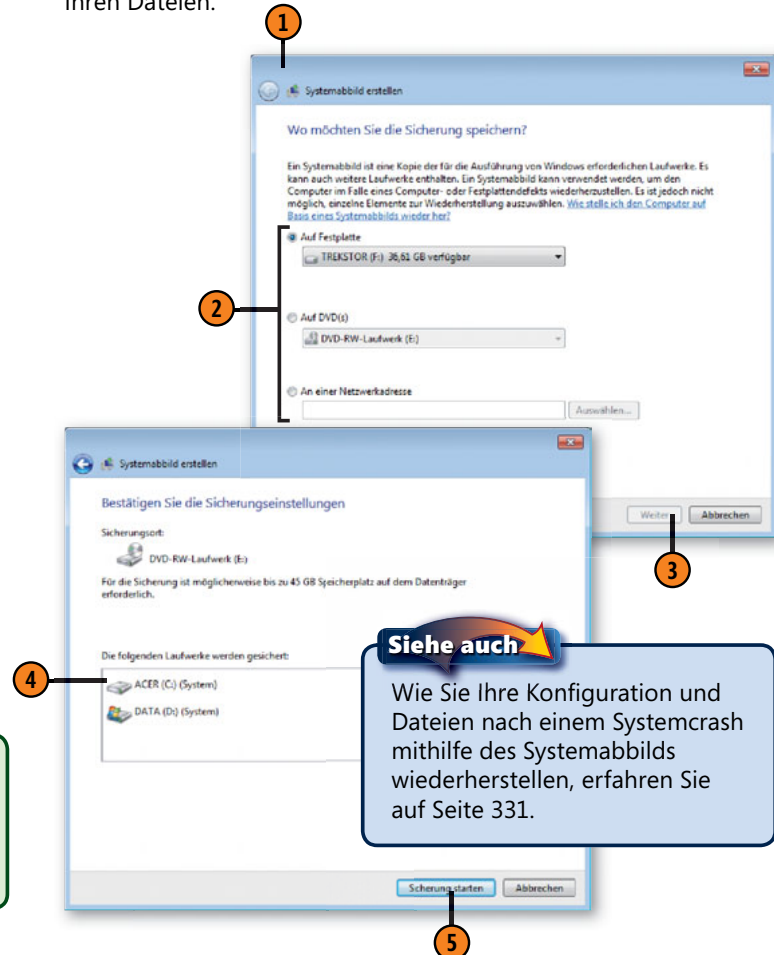 Ihren Dateien.
1
Systemabbild erstellen
Wo möchten Sie die Sicherung speichern?
Ein Systemabbild ist eine Kopie der für die Ausführung von Windows erforderlichen Laufwerke. Es
kann auch weitere Laufwerke enthalten. Ein Systemabbild kann verwendet werden, um den
Computer im Falle eines Computer- oder Festplattendefekts wiederherzustellen. Es ist jedoch nicht
möglich, einzelne Elemente zur Wiederherstellung auszuwählen. Wie stelle ich den Computer auf
Basis eines Systemabbilds wieder her?
Auf Festplatte
TREKSTOR (F:) 36,61 GB verfügbar
2
Auf DVD(s)
DVD-RW-Laufwerk (E:)
An einer Netzwerkadresse
Auswählen...
Weiter
Abbrechen
3
Systemabbild erstellen
Bestätigen Sie die Sicherungseinstellungen
Sicherungsort:
DVD-RW-Laufwerk (E:)
Für die Sicherung ist möglicherweise bis zu 45 GB Speicherplatz auf dem Datenträger
erforderlich.
Die folgenden Laufwerke werden gesichert:
4
ACER (C:) (System)
DATA (D:) (System)
Siehe auch
Wie Sie Ihre Konfiguration und
Dateien nach einem Systemcrash
mithilfe des Systemabbilds
wiederherstellen, erfahren Sie
auf Seite 331.
Scherung starten
Abbrechen
5